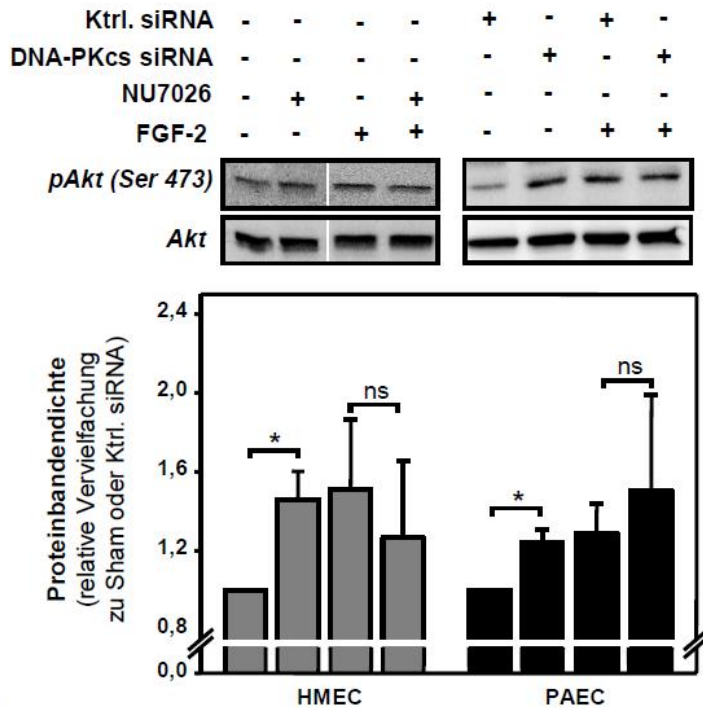 Ktrl. siRNA - - - - + - + -
DNA-PKcs siRNA - - - - - + - +
NU7026 - + - + - - - -
FGF-2 - - + + - - + +
pAkt (Ser 473)
Akt
Proteinbandendichte
(relative Vervielfachung
zu Sham oder Ktrl. siRNA)
2,4
2,0
1,6
1,2
0,8
0,0
*
ns
*
ns
HMEC PAEC